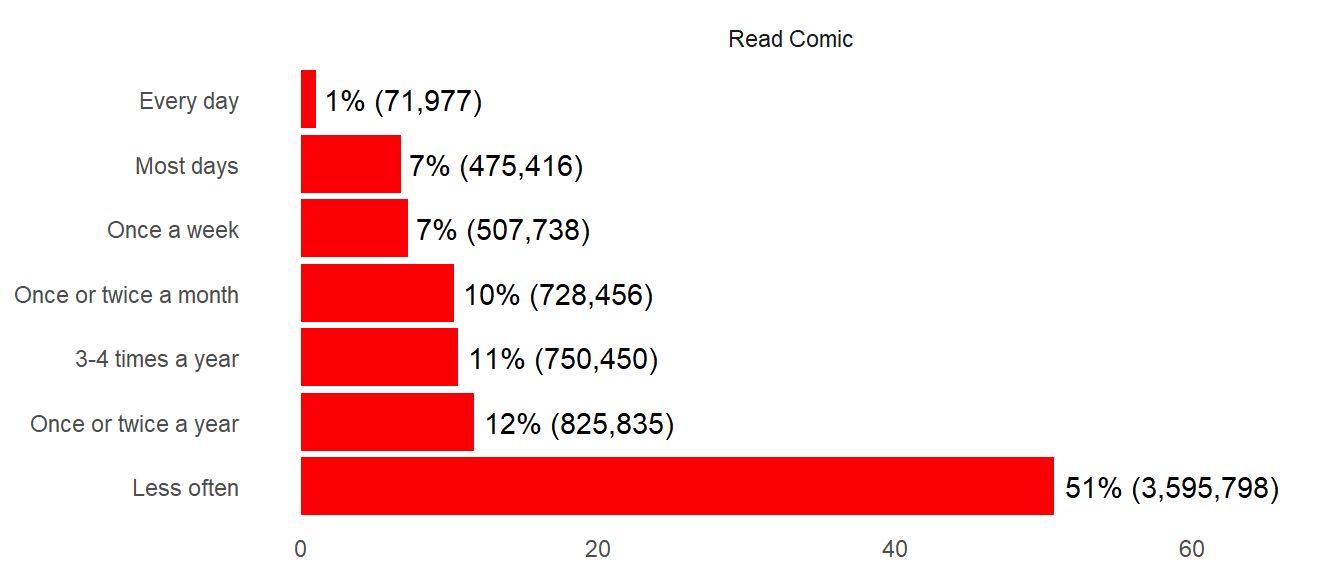 Read Comic
Every day 1% (71,977)
Most days 7% (475,416)
Once a week 7% (507,738)
Once or twice a month 10% (728,456)
3-4 times a year 11% (750,450)
Once or twice a year 12% (825,835)
Less often 51% (3,595,798)
0 20 40 60